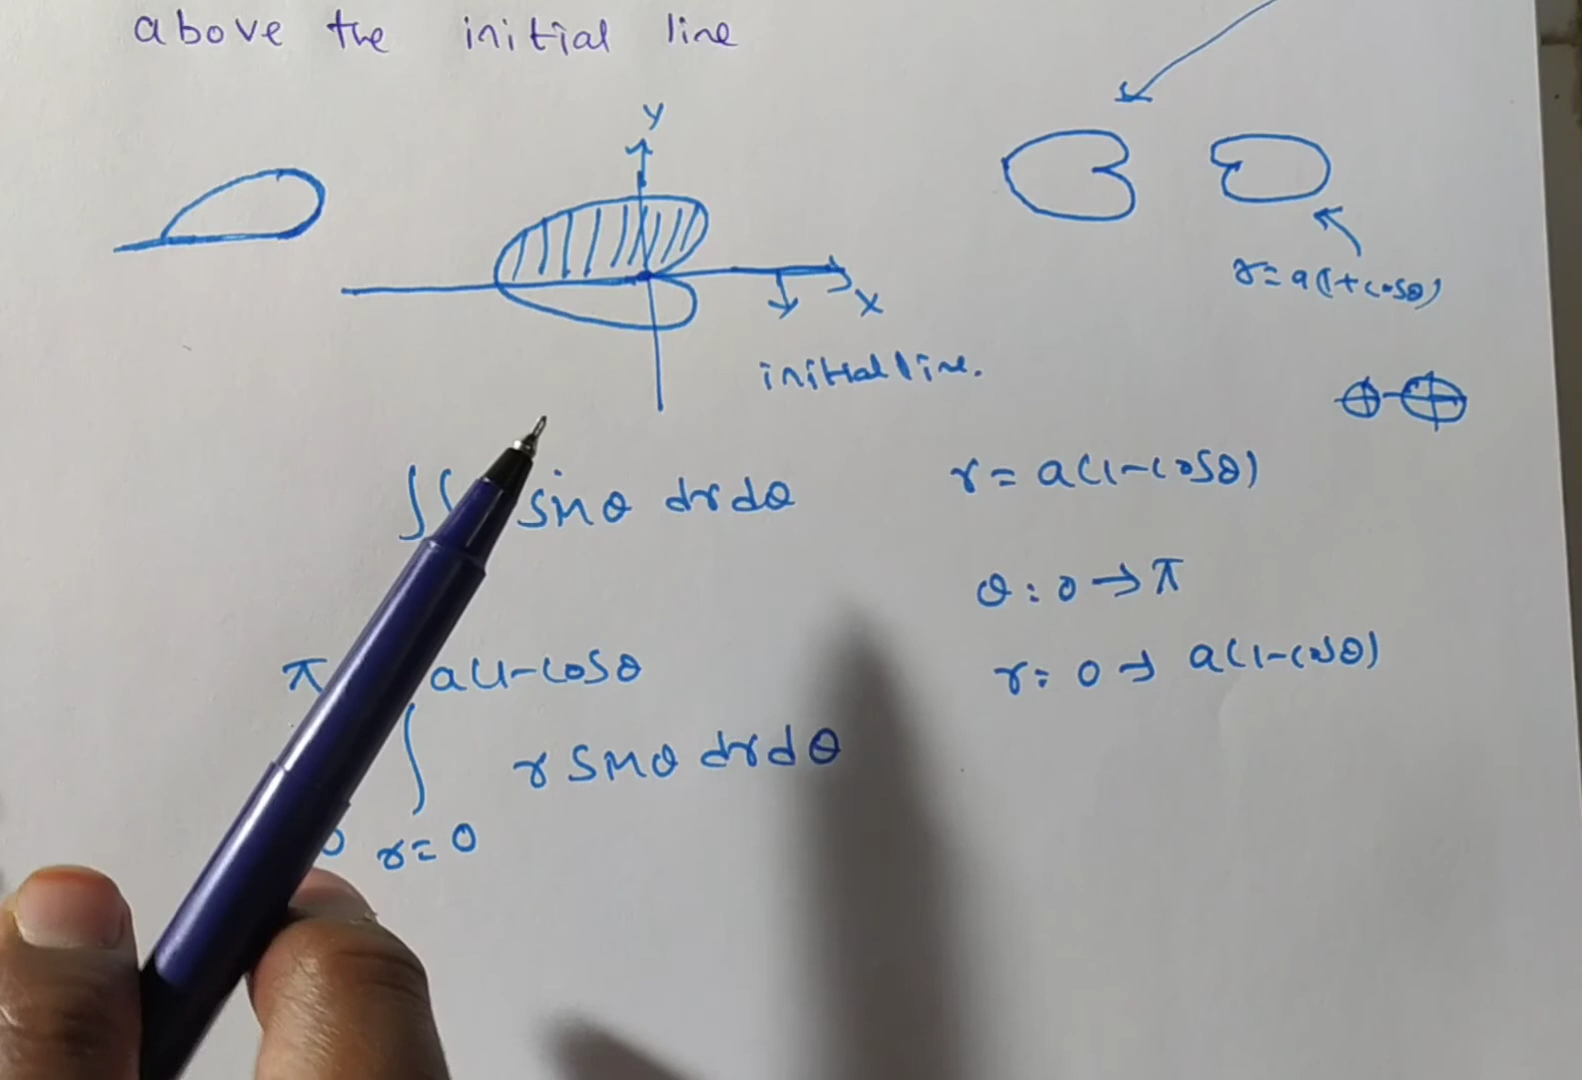 above the initial line
y
x
r=a(1+cosθ)
initial line.
∫∫ sinθ drdθ
r=a(1-cosθ)
θ:0→π
π a(1-cosθ
r:0→a(1-cosθ)
∫ r sinθ drdθ
0 r=0